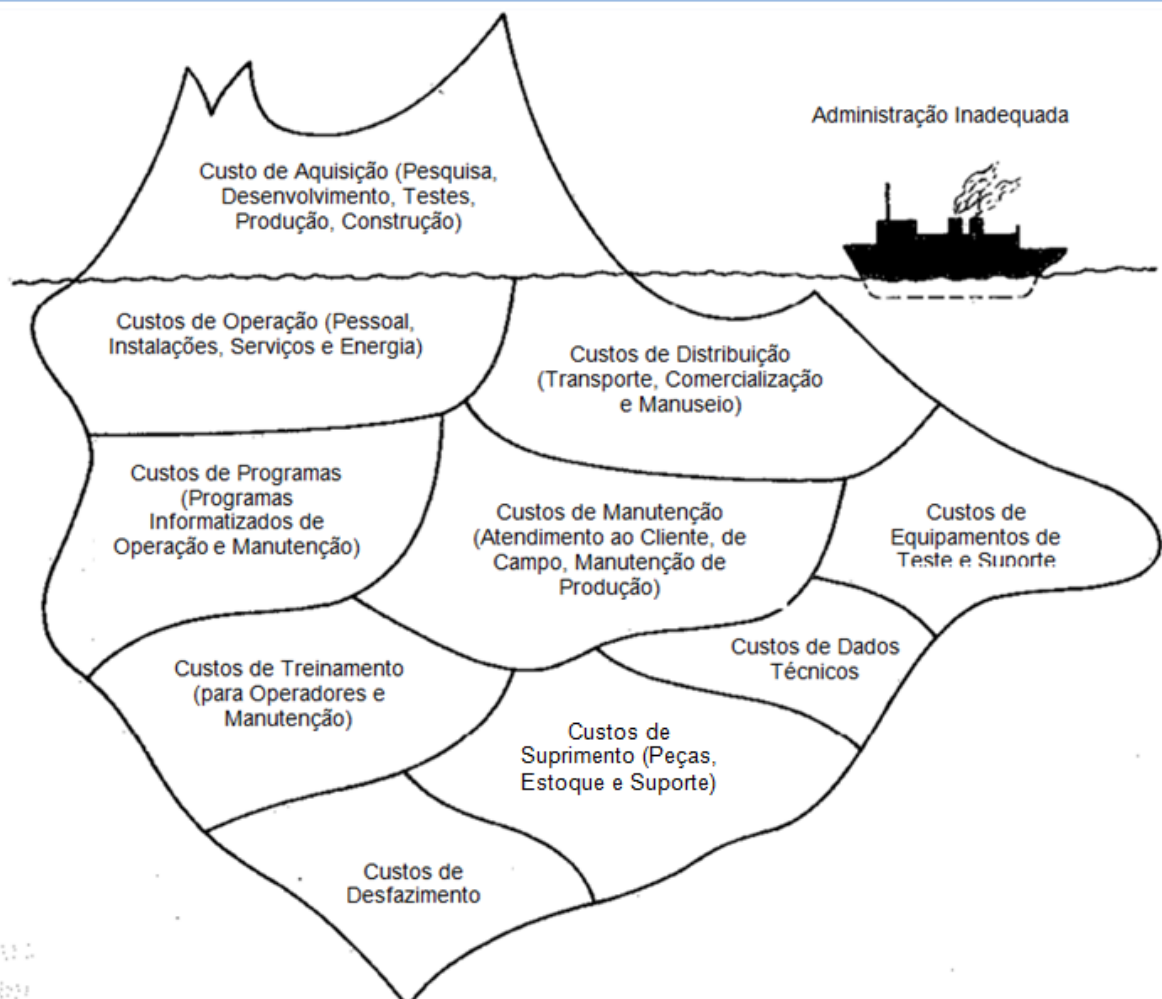 Administração Inadequada
Custo de Aquisição (Pesquisa,
Desenvolvimento, Testes,
Produção, Construção)
Custos de Operação (Pessoal,
Instalações, Serviços e Energia)
Custos de Distribuição
(Transporte, Comercialização
e Manuseio)
Custos de Programas
(Programas
Informatizados de
Operação e Manutenção)
Custos de Manutenção
(Atendimento ao Cliente, de
Campo, Manutenção de
Produção)
Custos de
Equipamentos de
Teste e Suporte
Custos de Treinamento
(para Operadores e
Manutenção)
Custos de Dados
Técnicos
Custos de
Suprimento (Peças,
Estoque e Suporte)
Custos de
Desfazimento